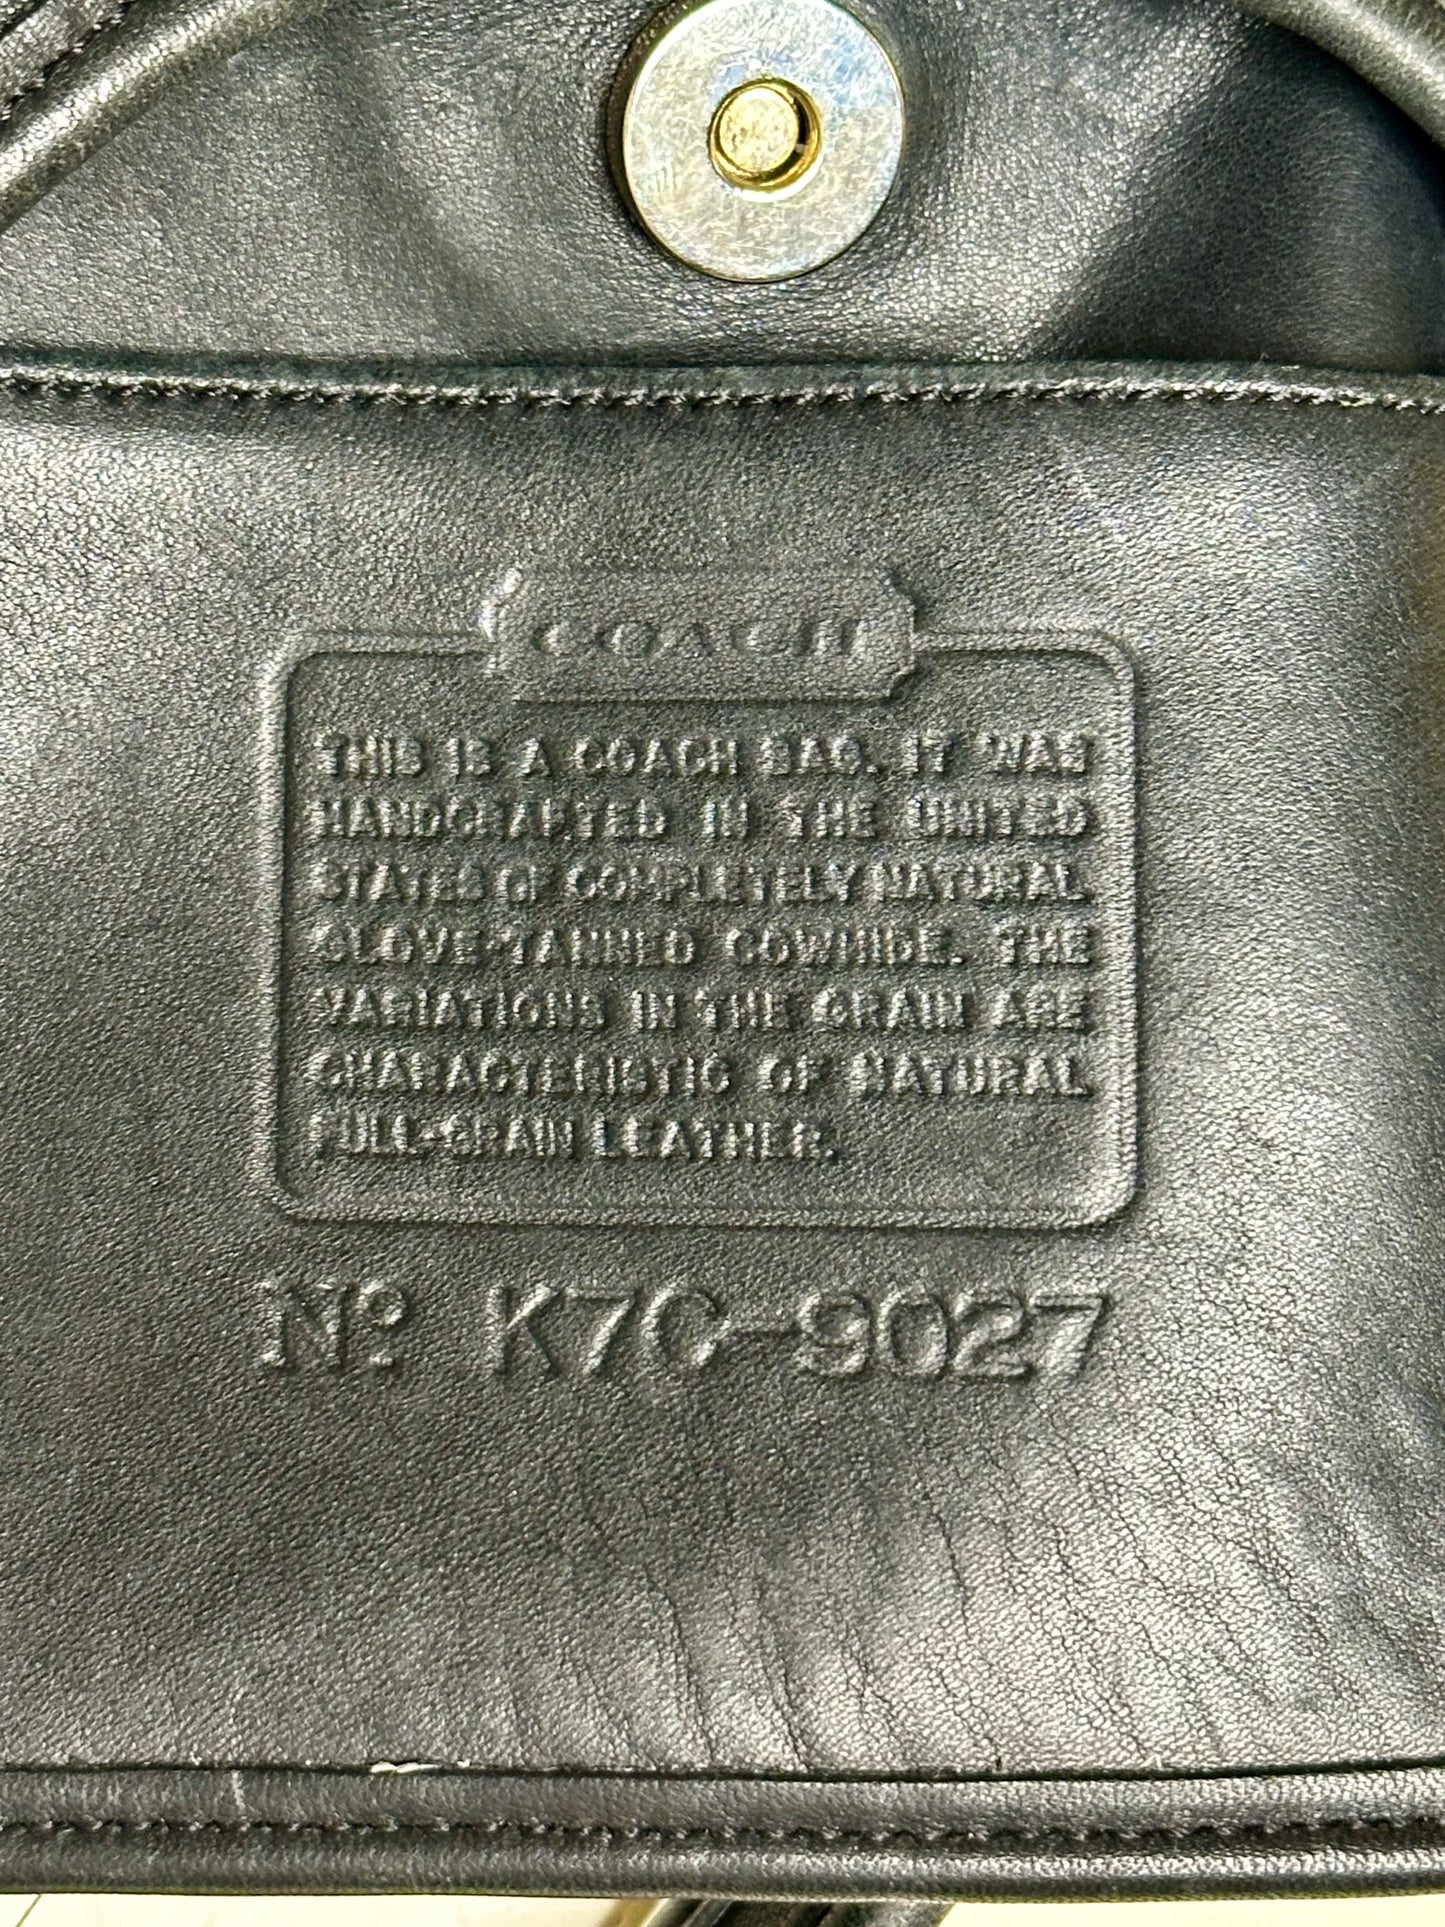 COACH
THIS IS A COACH BAG. IT WAS
HANDCRAFTED IN THE UNITED
STATES OF COMPLETELY NATURAL
GLOVE-TANNED COWHIDE. THE
VARIATIONS IN THE GRAIN ARE
CHARACTERISTIC OF NATURAL
FULL-GRAIN LEATHER.
Nº K7C-9027